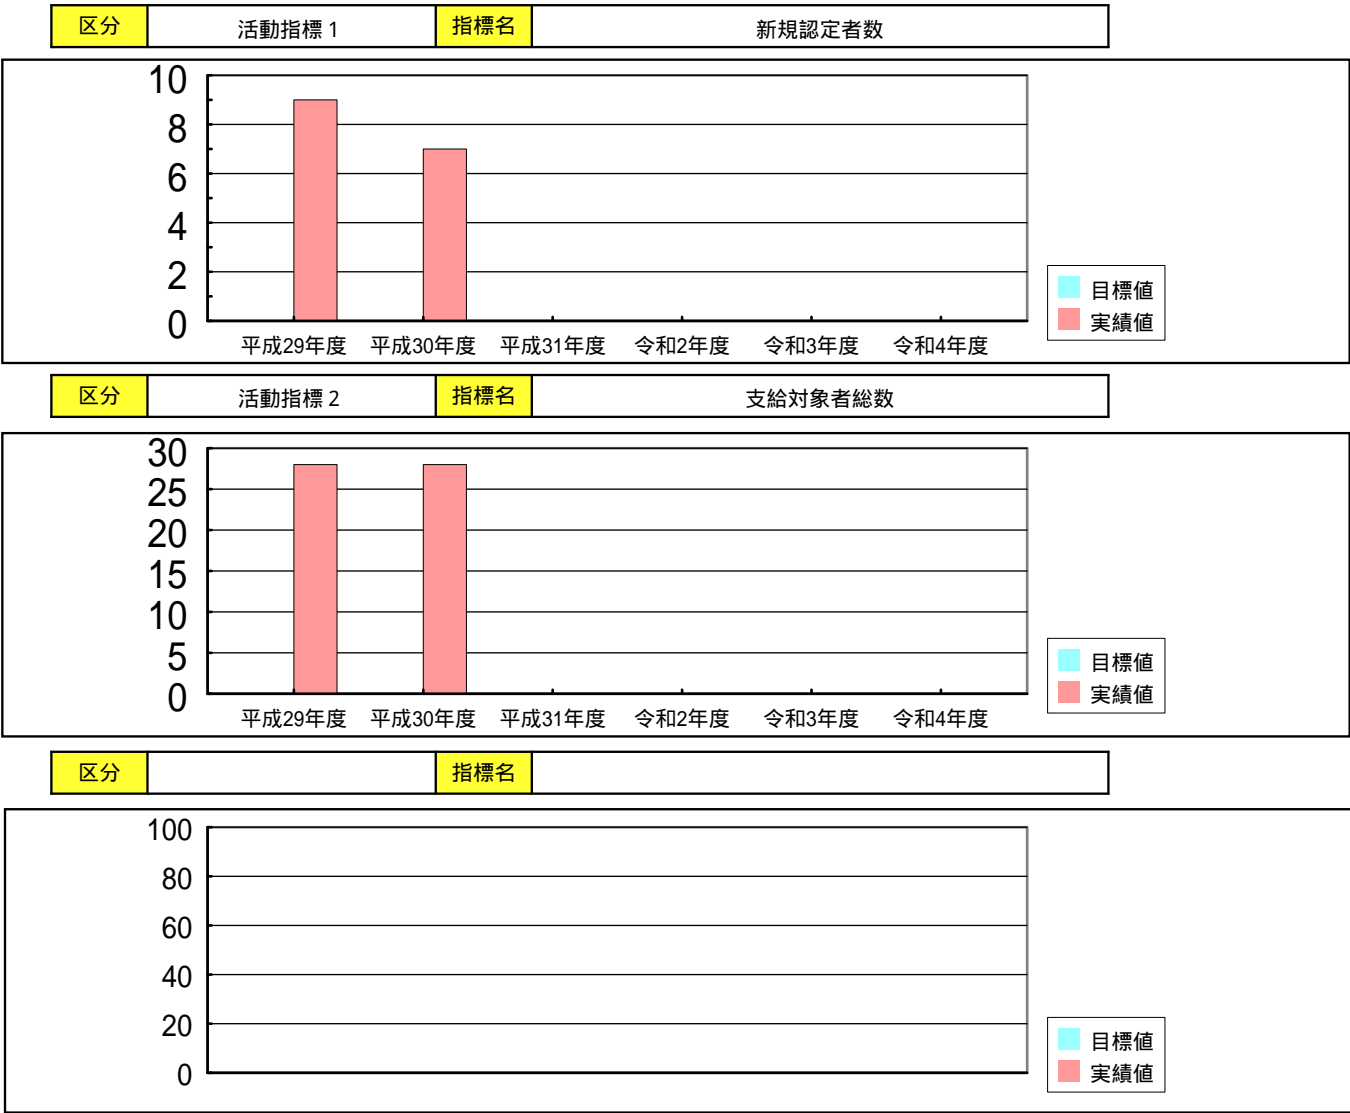 区分 活動指標1 指標名 新規認定者数
10
8
6
4
2
0
平成29年度 平成30年度 平成31年度 令和2年度 令和3年度 令和4年度
目標値
実績値
区分 活動指標2 指標名 支給対象者総数
30
25
20
15
10
5
0
平成29年度 平成30年度 平成31年度 令和2年度 令和3年度 令和4年度
目標値
実績値
区分 指標名
100
80
60
40
20
0
目標値
実績値